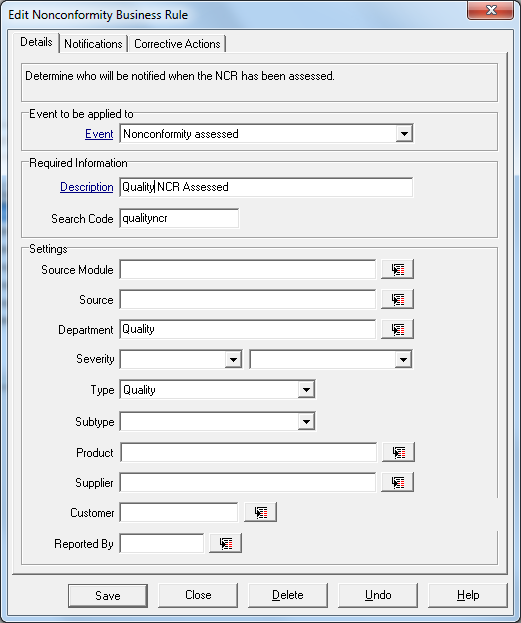 Edit Nonconformity Business Rule
Details Notifications Corrective Actions
Determine who will be notified when the NCR has been assessed.
Event to be applied to
Event Nonconformity assessed
Required Information
Description Quality NCR Assessed
Search Code qualityncr
Settings
Source Module
Source
Department Quality
Severity
Type Quality
Subtype
Product
Supplier
Customer
Reported By
Save Close Delete Undo Help